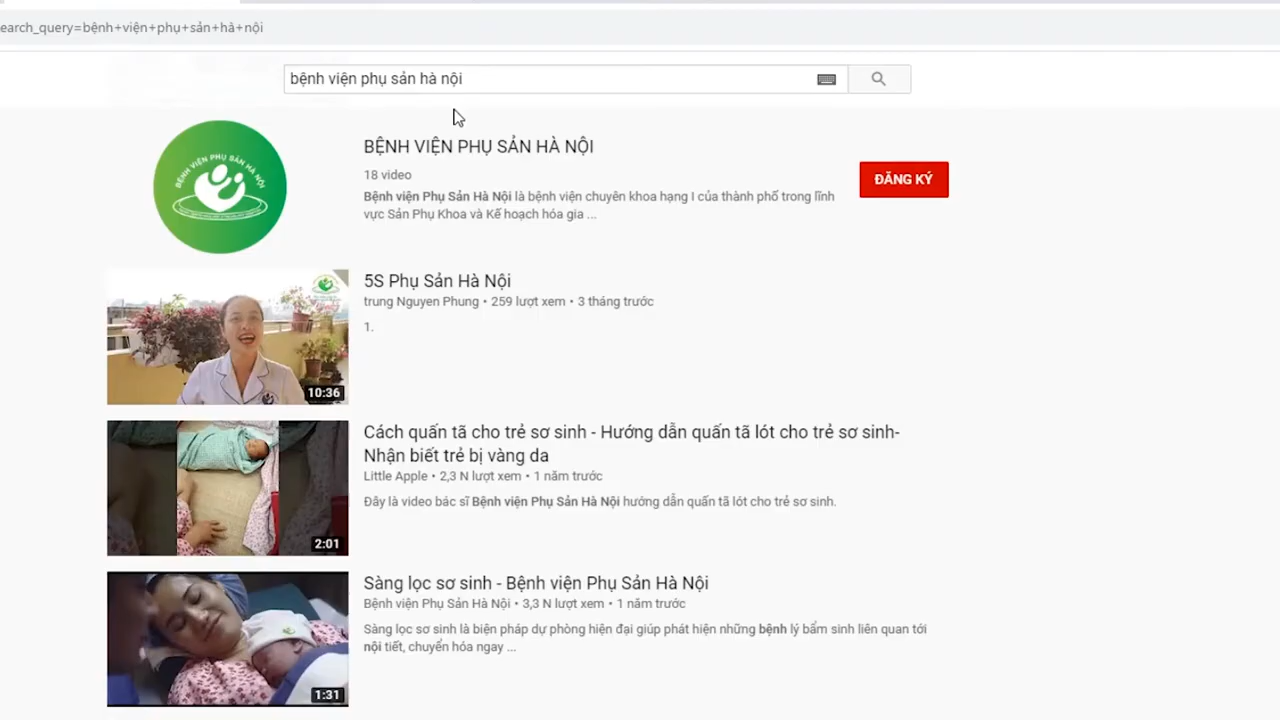 earch_query=bệnh+viện+phụ+sản+hà+nội
bệnh viện phụ sản hà nội
BỆNH VIỆN PHỤ SẢN HÀ NỘI
BỆNH VIỆN PHỤ SẢN HÀ NỘI
18 video
Bệnh viện Phụ Sản Hà Nội là bệnh viện chuyên khoa hạng I của thành phố trong lĩnh
vực Sản Phụ Khoa và Kế hoạch hóa gia ...
ĐĂNG KÝ
5S Phụ Sản Hà Nội
trung Nguyen Phung • 259 lượt xem • 3 tháng trước
1.
10:36
Cách quấn tã cho trẻ sơ sinh - Hướng dẫn quấn tã lót cho trẻ sơ sinh-
Nhận biết trẻ bị vàng da
Little Apple • 2,3 N lượt xem • 1 năm trước
Đây là video bác sĩ Bệnh viện Phụ Sản Hà Nội hướng dẫn quấn tã lót cho trẻ sơ sinh.
2:01
Sàng lọc sơ sinh - Bệnh viện Phụ Sản Hà Nội
Bệnh viện Phụ Sản Hà Nội • 3,3 N lượt xem • 1 năm trước
Sàng lọc sơ sinh là biện pháp dự phòng hiện đại giúp phát hiện những bệnh lý bẩm sinh liên quan tới
nội tiết, chuyển hóa ngay ...
1:31